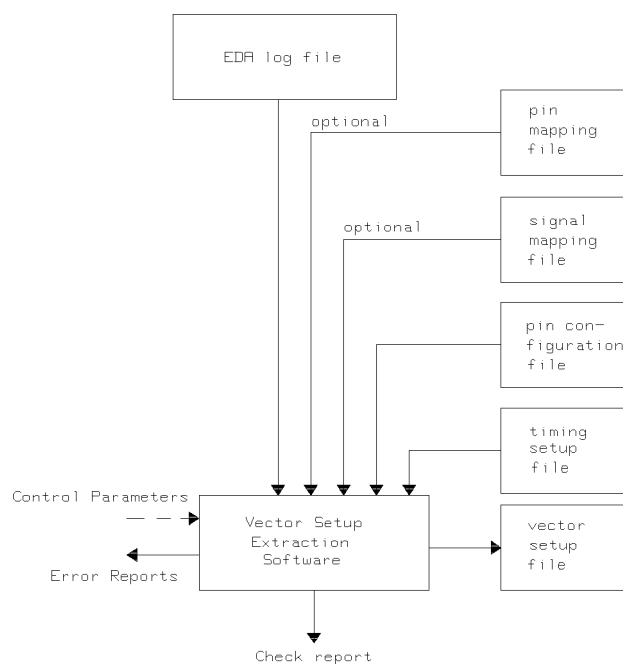 EDA log file
optional
pin
mapping
file
optional
signal
mapping
file
pin con-
figuration
file
timing
setup
file
Control Parameters
Vector Setup
Extraction
Software
vector
setup
file
Error Reports
Check report